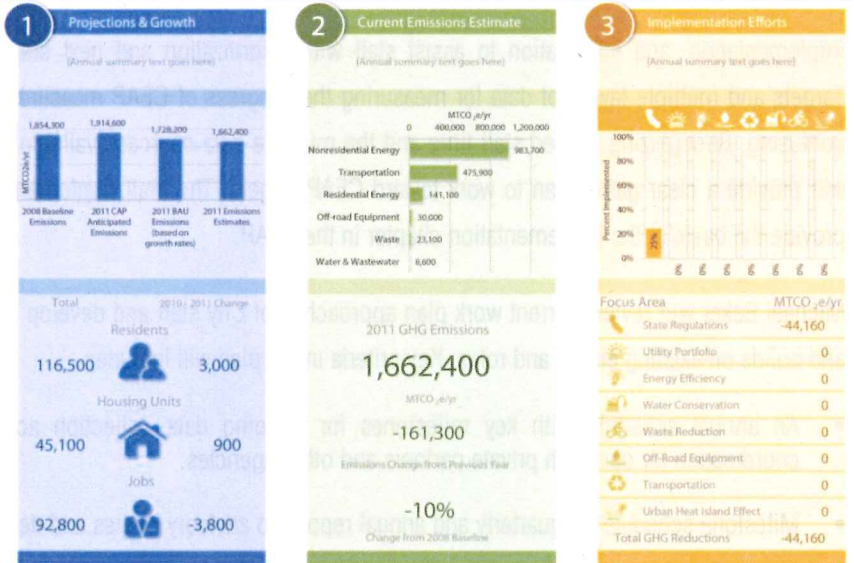 1
Projections & Growth
(Annual summary text goes here)
1,854,300
1,914,600
1,728,200
1,662,400
MTCO2e/yr
2008 Baseline Emissions
2011 CAP Anticipated Emissions
2011 BAU Emissions (based on growth rates)
2011 Emissions Estimates
Total
2010 - 2011 Change
Residents
116,500
3,000
Housing Units
45,100
900
Jobs
92,800
-3,800
2
Current Emissions Estimate
(Annual summary text goes here)
MTCO2e/yr
0 400,000 800,000 1,200,000
Nonresidential Energy 983,700
Transportation 475,900
Residential Energy 141,100
Off-road Equipment 30,000
Waste 23,100
Water & Wastewater 8,600
2011 GHG Emissions
1,662,400
MTCO2e/yr
-161,300
Emissions Change from Previous Year
-10%
Change from 2008 Baseline
3
Implementation Efforts
(Annual summary text goes here)
Percent Implemented
100%
80%
60%
40%
20%
0%
25%
0% 0% 0% 0% 0% 0% 0%
Focus Area MTCO2e/yr
State Regulations -44,160
Utility Portfolio 0
Energy Efficiency 0
Water Conservation 0
Waste Reduction 0
Off-Road Equipment 0
Transportation 0
Urban Heat Island Effect 0
Total GHG Reductions -44,160